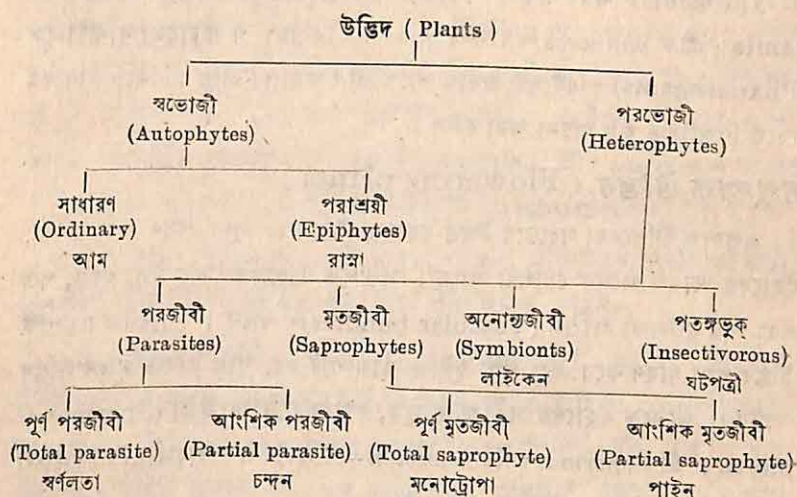 উদ্ভিদ ( Plants )
স্বভোজী
(Autophytes)
পরভোজী
(Heterophytes)
সাধারণ
(Ordinary)
আম
পরাশ্রয়ী
(Epiphytes)
রাস্না
পরজীবী
(Parasites)
মৃতজীবী
(Saprophytes)
অন্যোন্যজীবী
(Symbionts)
লাইকেন
পতঙ্গভুক্
(Insectivorous)
ঘটপত্রী
পূর্ণ পরজীবী
(Total parasite)
স্বর্ণলতা
আংশিক পরজীবী
(Partial parasite)
চন্দন
পূর্ণ মৃতজীবী
(Total saprophyte)
মনোট্রোপা
আংশিক মৃতজীবী
(Partial saprophyte)
পাইন